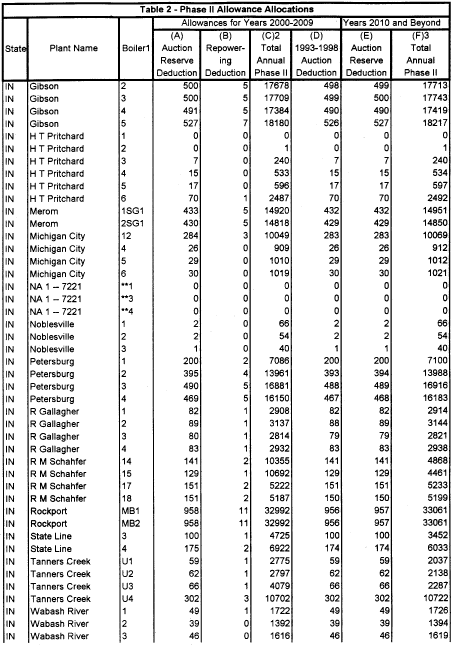 Table 2 - Phase II Allowance Allocations
Allowances for Years 2000-2009 Years 2010 and Beyond
(A) (B) (C)2 (D) (E) (F)3
Auction Repower- Total 1993-1998 Auction Total
State Plant Name Boiler1 Reserve ing Annual Auction Reserve Annual
Deduction Deduction Phase II Deduction Deduction Phase II
IN Gibson 2 500 5 17678 498 499 17713
IN Gibson 3 500 5 17709 499 500 17743
IN Gibson 4 491 5 17384 490 490 17419
IN Gibson 5 527 7 18180 526 527 18217
IN H T Pritchard 1 0 0 0 0 0 0
IN H T Pritchard 2 0 0 1 0 0 1
IN H T Pritchard 3 7 0 240 7 7 240
IN H T Pritchard 4 15 0 533 15 15 534
IN H T Pritchard 5 17 0 596 17 17 597
IN H T Pritchard 6 70 1 2487 70 70 2492
IN Merom 1SG1 433 5 14920 432 432 14951
IN Merom 2SG1 430 5 14818 429 429 14850
IN Michigan City 12 284 3 10049 283 283 10069
IN Michigan City 4 26 0 909 26 26 912
IN Michigan City 5 29 0 1010 29 29 1012
IN Michigan City 6 30 0 1019 30 30 1021
IN NA 1 -- 7221 **1 0 0 0 0 0 0
IN NA 1 -- 7221 **3 0 0 0 0 0 0
IN NA 1 -- 7221 **4 0 0 0 0 0 0
IN Noblesville 1 2 0 66 2 2 66
IN Noblesville 2 2 0 54 2 2 54
IN Noblesville 3 1 0 40 1 1 40
IN Petersburg 1 200 2 7086 200 200 7100
IN Petersburg 2 395 4 13961 393 394 13988
IN Petersburg 3 490 5 16881 488 489 16916
IN Petersburg 4 469 5 16150 467 468 16183
IN R Gallagher 1 82 1 2908 82 82 2914
IN R Gallagher 2 89 1 3137 88 89 3144
IN R Gallagher 3 80 1 2814 79 79 2821
IN R Gallagher 4 83 1 2932 83 83 2938
IN R M Schahfer 14 141 2 10355 141 141 4868
IN R M Schahfer 15 129 1 10692 129 129 4461
IN R M Schahfer 17 151 2 5222 151 151 5233
IN R M Schahfer 18 151 2 5187 150 150 5199
IN Rockport MB1 958 11 32992 956 957 33061
IN Rockport MB2 958 11 32992 956 957 33061
IN State Line 3 100 1 4725 100 100 3452
IN State Line 4 175 2 6922 174 174 6033
IN Tanners Creek U1 59 1 2775 59 59 2037
IN Tanners Creek U2 62 1 2797 62 62 2138
IN Tanners Creek U3 66 1 4079 66 66 2287
IN Tanners Creek U4 302 3 10702 302 302 10722
IN Wabash River 1 49 1 1722 49 49 1726
IN Wabash River 2 39 0 1392 39 39 1394
IN Wabash River 3 46 0 1616 46 46 1619